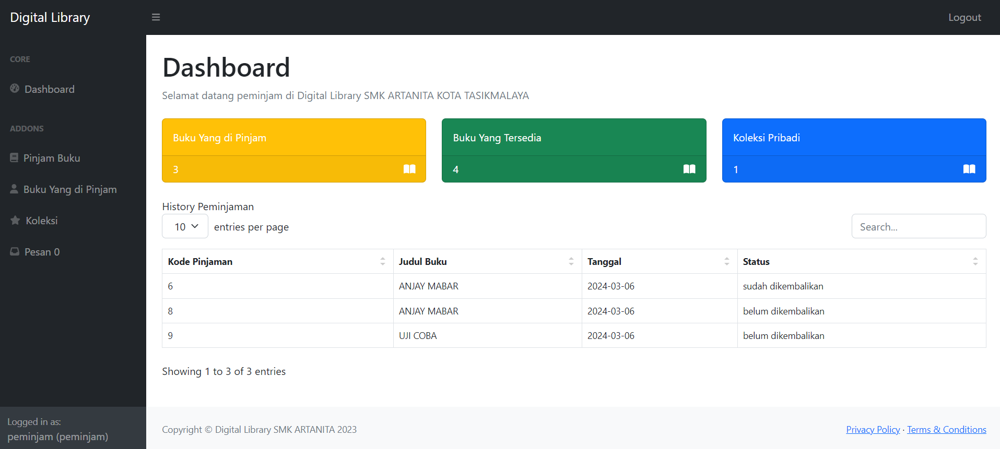 Digital Library
Logout
CORE
Dashboard
ADDONS
Pinjam Buku
Buku Yang di Pinjam
Koleksi
Pesan 0
Logged in as:
peminjam (peminjam)
Dashboard
Selamat datang peminjam di Digital Library SMK ARTANITA KOTA TASIKMALAYA
Buku Yang di Pinjam
3
Buku Yang Tersedia
4
Koleksi Pribadi
1
History Peminjaman
10 entries per page
Search...
Kode Pinjaman Judul Buku Tanggal Status
6 ANJAY MABAR 2024-03-06 sudah dikembalikan
8 ANJAY MABAR 2024-03-06 belum dikembalikan
9 UJI COBA 2024-03-06 belum dikembalikan
Showing 1 to 3 of 3 entries
Copyright © Digital Library SMK ARTANITA 2023
Privacy Policy · Terms & Conditions